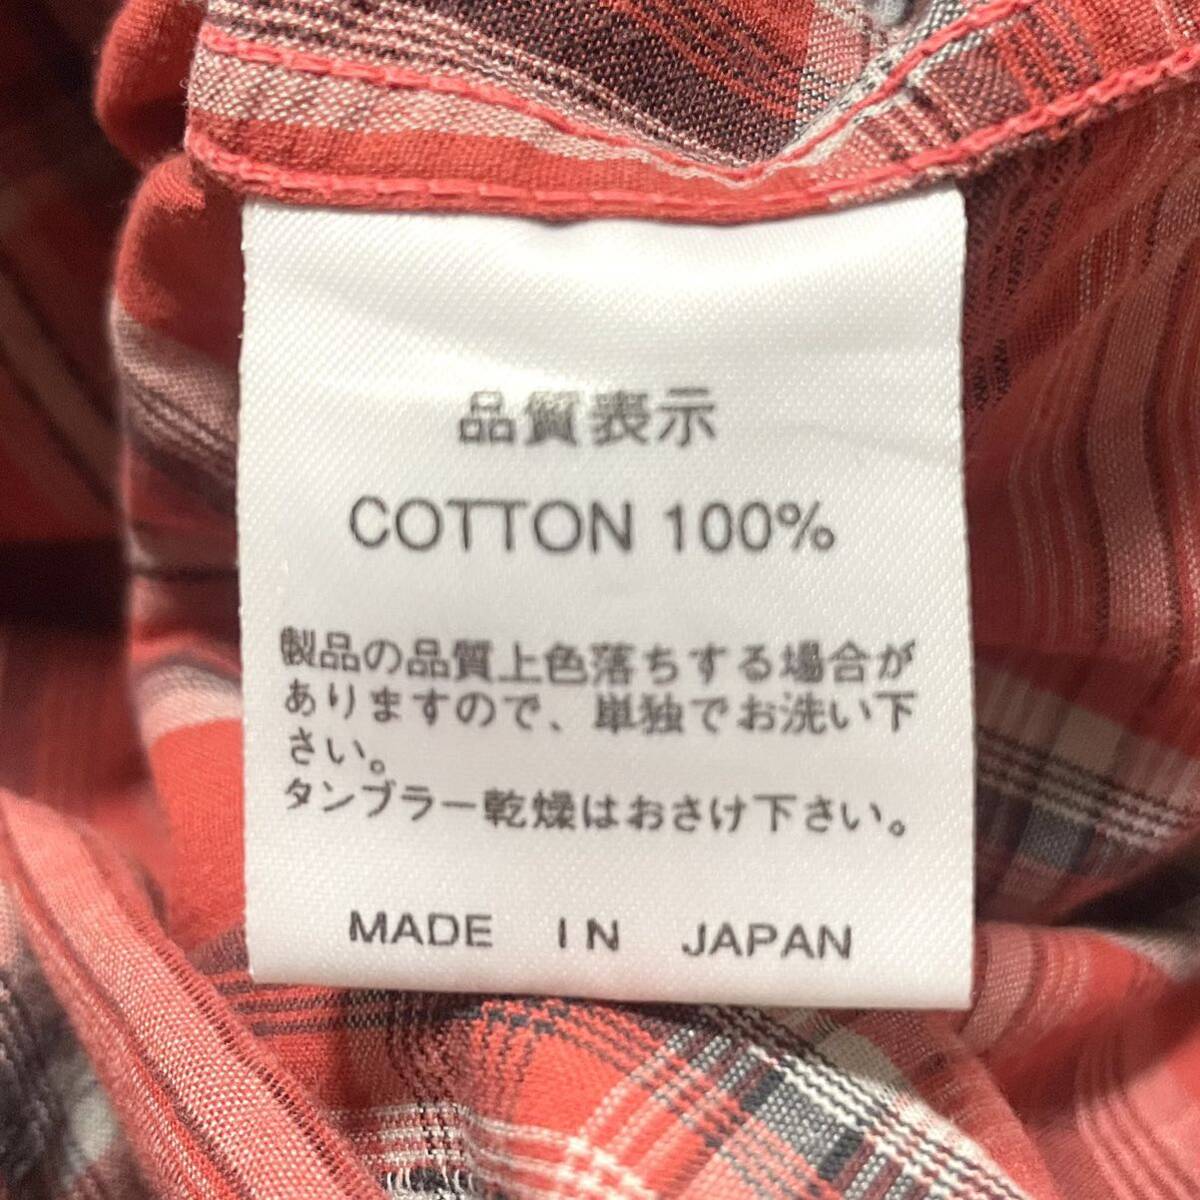 品質表示
COTTON 100%
製品の品質上色落ちする場合が
ありますので、単独でお洗い下
さい。
タンブラー乾燥はおさけ下さい。
MADE IN JAPAN